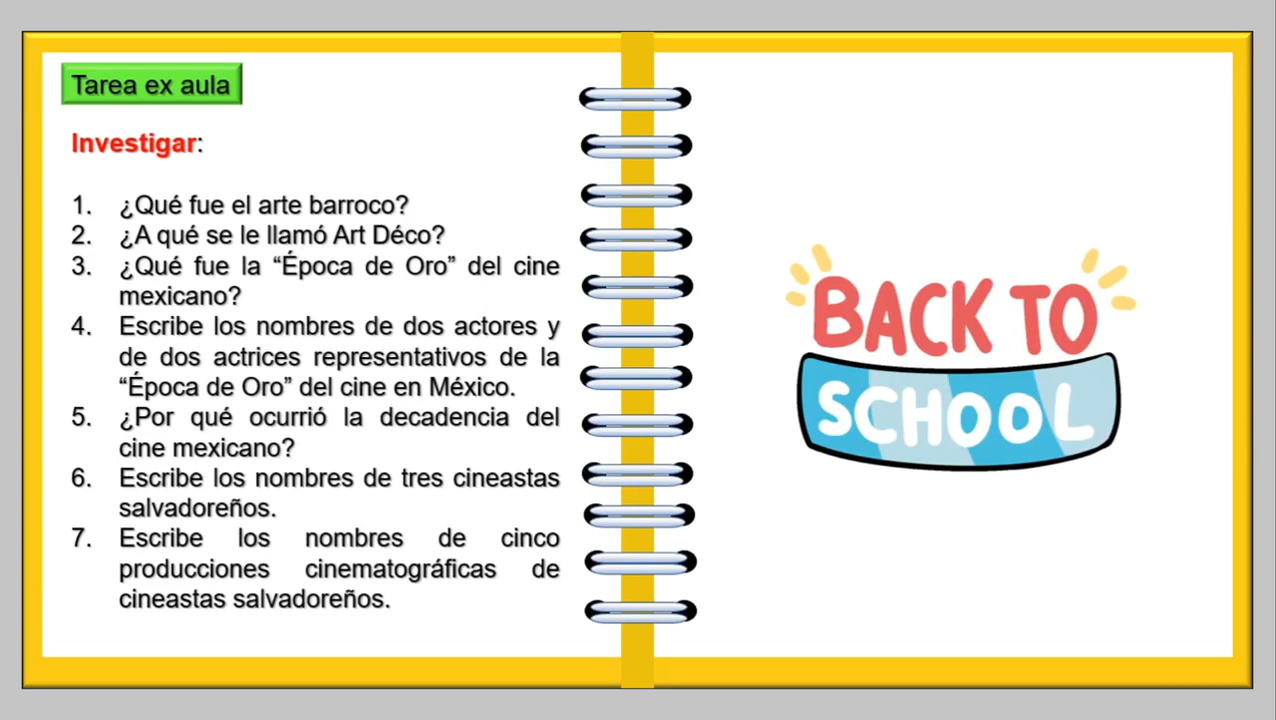 Tarea ex aula
Investigar:
1. ¿Qué fue el arte barroco?
2. ¿A qué se le llamó Art Déco?
3. ¿Qué fue la “Época de Oro” del cine
mexicano?
4. Escribe los nombres de dos actores y
de dos actrices representativos de la
“Época de Oro” del cine en México.
5. ¿Por qué ocurrió la decadencia del
cine mexicano?
6. Escribe los nombres de tres cineastas
salvadoreños.
7. Escribe los nombres de cinco
producciones cinematográficas de
cineastas salvadoreños.
BACK TO
SCHOOL